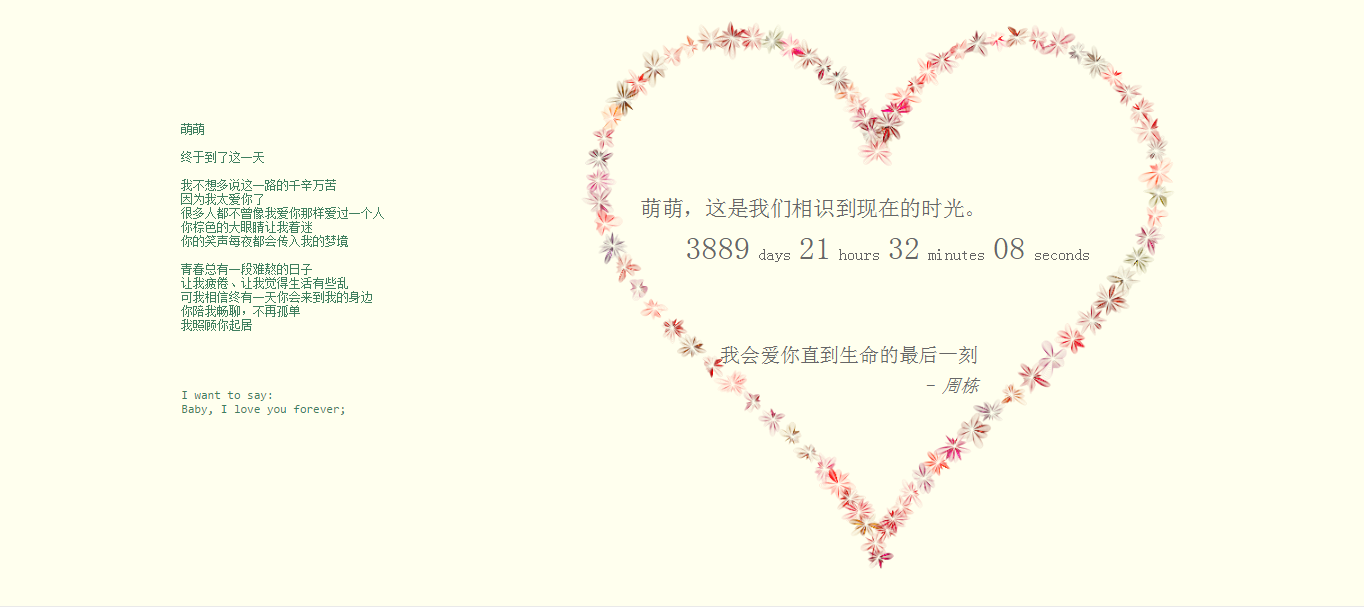 萌萌
终于到了这一天
我不想多说这一路的千辛万苦
因为我太爱你了
很多人都不曾像我爱你那样爱过一个人
你棕色的大眼睛让我着迷
你的笑声每夜都会传入我的梦境
青春总有一段难熬的日子
让我疲倦、让我觉得生活有些乱
可我相信终有一天你会来到我的身边
你陪我畅聊，不再孤单
我照顾你起居
I want to say:
Baby, I love you forever;
萌萌，这是我们相识到现在的时光。
3889 days 21 hours 32 minutes 08 seconds
我会爱你直到生命的最后一刻
- 周栋